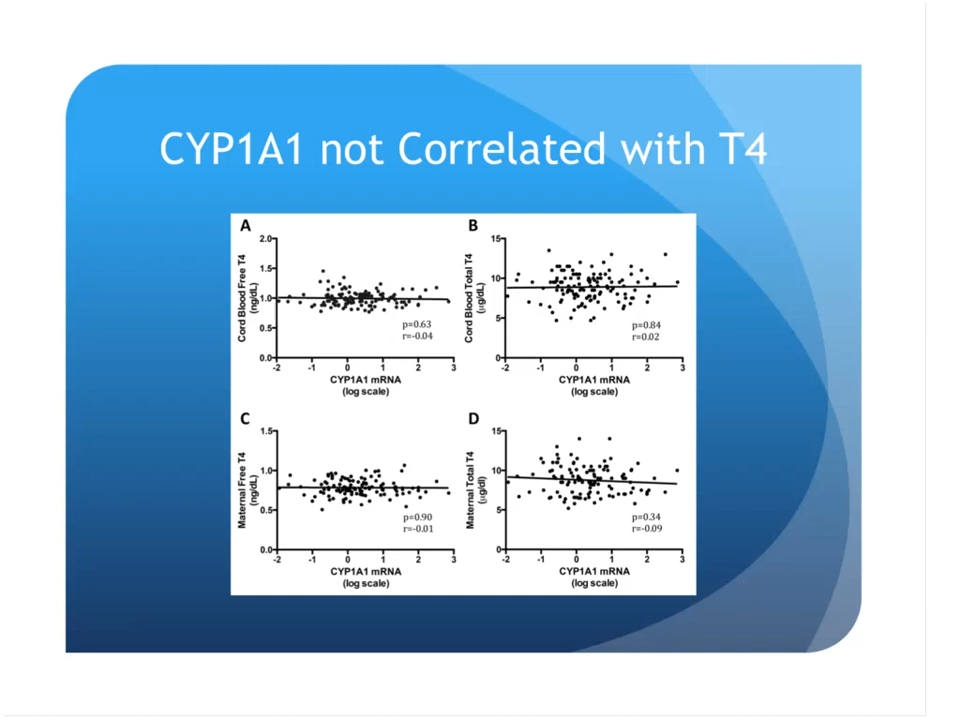 CYP1A1 not Correlated with T4
A
2.0
1.5
1.0
0.5
0.0
Cord Blood Free T4
(ng/dL)
p=0.63
r=-0.04
-2 -1 0 1 2 3
CYP1A1 mRNA
(log scale)
B
15
10
5
0
Cord Blood Total T4
(µg/dL)
p=0.84
r=0.02
-2 -1 0 1 2 3
CYP1A1 mRNA
(log scale)
C
1.5
1.0
0.5
0.0
Maternal Free T4
(ng/dL)
p=0.90
r=-0.01
-2 -1 0 1 2 3
CYP1A1 mRNA
(log scale)
D
15
10
5
0
Maternal Total T4
(µg/dl)
p=0.34
r=-0.09
-2 -1 0 1 2 3
CYP1A1 mRNA
(log scale)